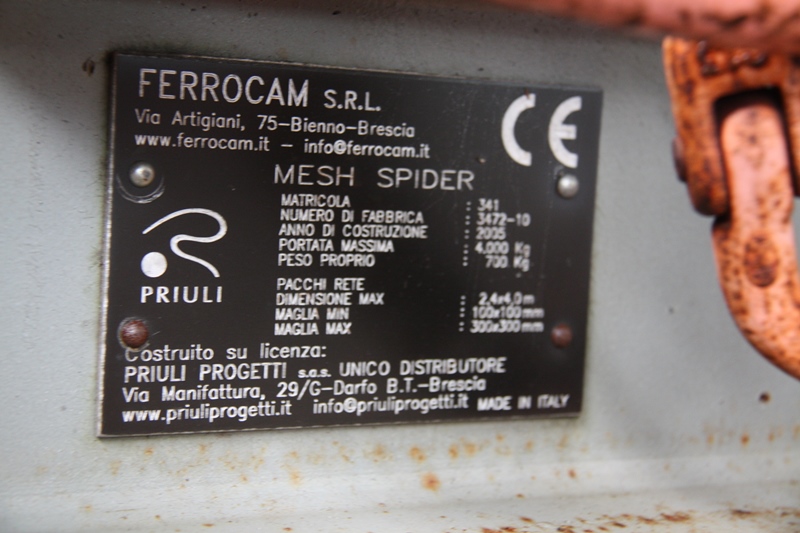 FERROCAM S.R.L.
Via Artigiani, 75-Bienno-Brescia
www.ferrocam.it - info@ferrocam.it
CE
MESH SPIDER
MATRICOLA : 341
NUMERO DI FABBRICA : 3472-10
ANNO DI COSTRUZIONE : 2005
PORTATA MASSIMA : 4.000 Kg
PESO PROPRIO : 700 Kg
PACCHI RETE
DIMENSIONE MAX : 2,4x4,0m
MAGLIA MIN : 100x100mm
MAGLIA MAX : 300x300mm
PRIULI
Costruito su licenza:
PRIULI PROGETTI s.a.s. UNICO DISTRIBUTORE
Via Manifattura, 29/G-Darfo B.T.-Brescia
www.priuliprogetti.it info@priuliprogetti.it MADE IN ITALY